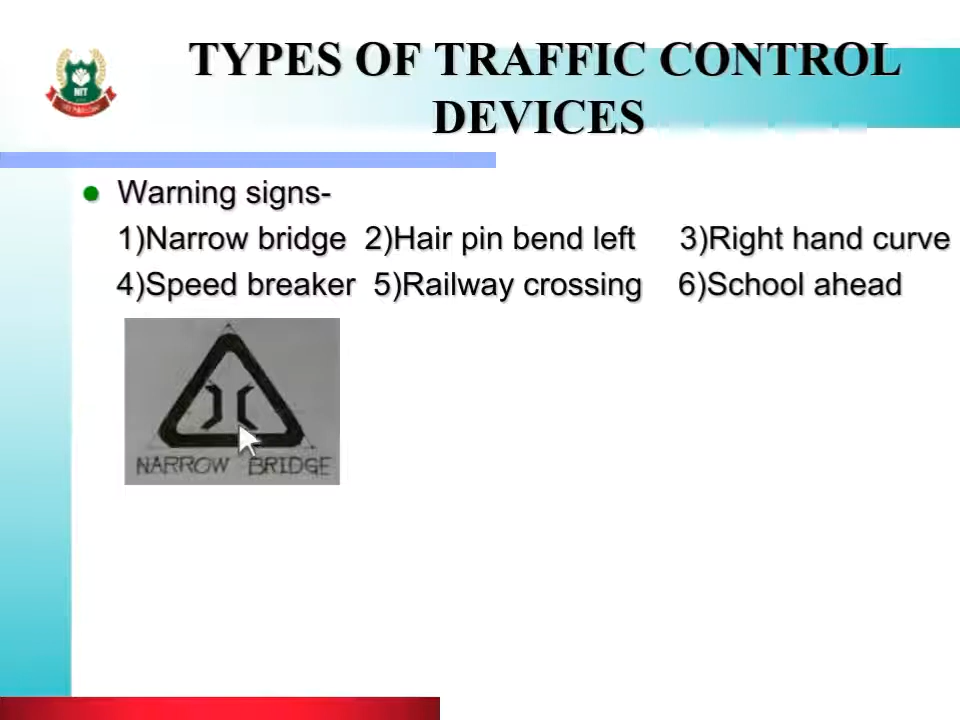 TYPES OF TRAFFIC CONTROL
DEVICES
NIT
Warning signs-
1)Narrow bridge 2)Hair pin bend left 3)Right hand curve
4)Speed breaker 5)Railway crossing 6)School ahead
NARROW BRIDGE